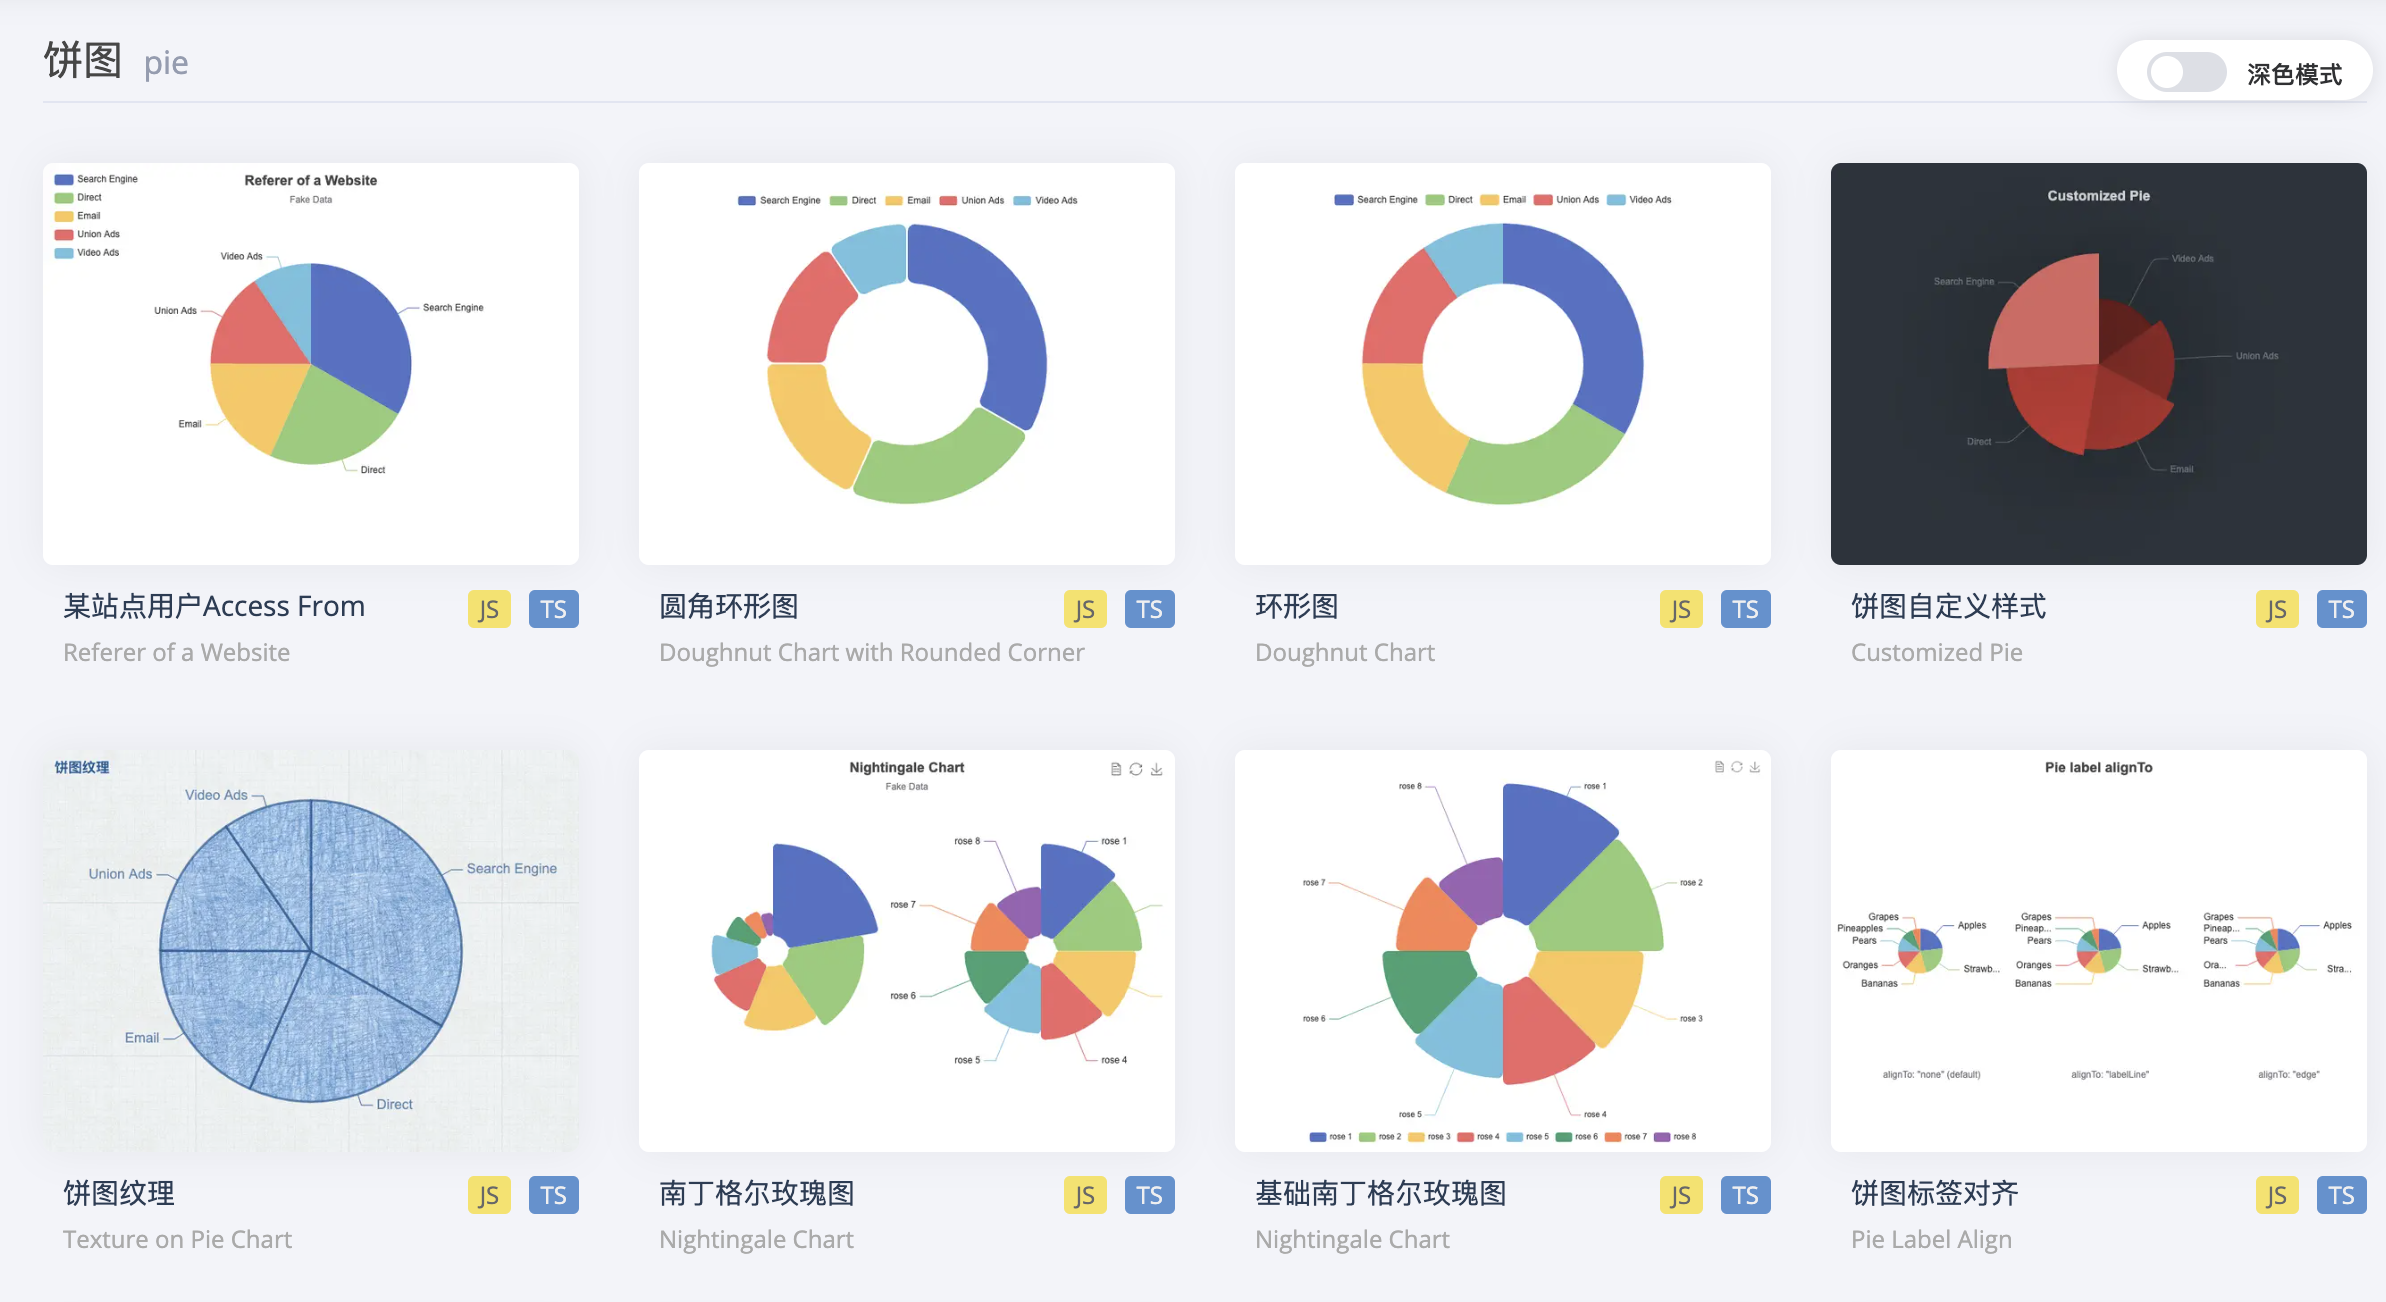 饼图 pie
深色模式
Referer of a Website
Fake Data
Search Engine
Direct
Email
Union Ads
Video Ads
Video Ads
Search Engine
Union Ads
Email
Direct
Search Engine Direct Email Union Ads Video Ads
Search Engine Direct Email Union Ads Video Ads
Customized Pie
Video Ads
Search Engine
Union Ads
Direct
Email
某站点用户Access From JS TS
Referer of a Website
圆角环形图 JS TS
Doughnut Chart with Rounded Corner
环形图 JS TS
Doughnut Chart
饼图自定义样式 JS TS
Customized Pie
饼图纹理
Video Ads
Search Engine
Union Ads
Email
Direct
Nightingale Chart
Fake Data
rose 8
rose 1
rose 7
rose 6
rose 5
rose 4
rose 8
rose 1
rose 7
rose 2
rose 6
rose 3
rose 5
rose 4
rose 1 rose 2 rose 3 rose 4 rose 5 rose 6 rose 7 rose 8
Pie label alignTo
Grapes
Pineapples
Apples
Pears
Oranges
Strawb...
Bananas
alignTo: "none" (default)
Grapes
Pineap...
Apples
Pears
Oranges
Strawb...
Bananas
alignTo: "labelLine"
Grapes
Pineap...
Apples
Pears
Ora...
Stra...
Bananas
alignTo: "edge"
饼图纹理 JS TS
Texture on Pie Chart
南丁格尔玫瑰图 JS TS
Nightingale Chart
基础南丁格尔玫瑰图 JS TS
Nightingale Chart
饼图标签对齐 JS TS
Pie Label Align